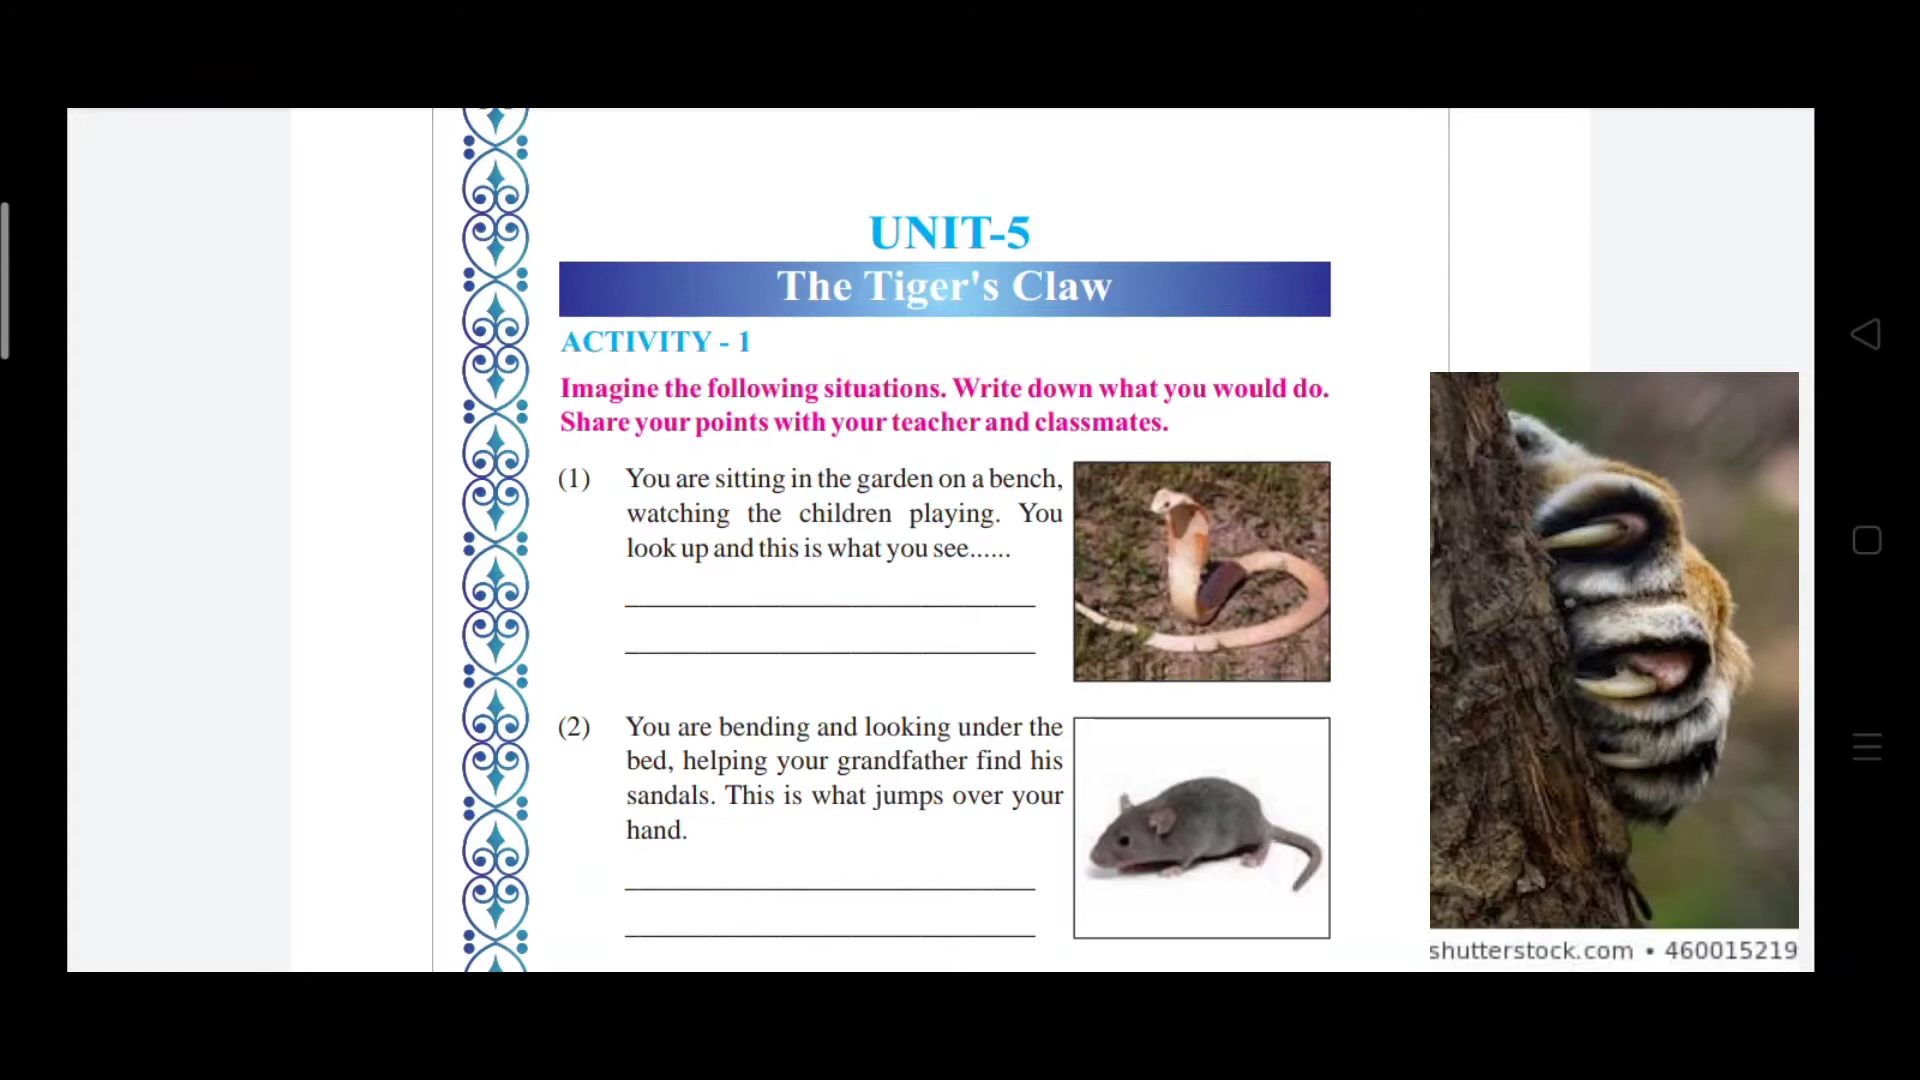 UNIT-5
The Tiger's Claw
ACTIVITY - 1
Imagine the following situations. Write down what you would do.
Share your points with your teacher and classmates.
(1) You are sitting in the garden on a bench,
watching the children playing. You
look up and this is what you see......
(2) You are bending and looking under the
bed, helping your grandfather find his
sandals. This is what jumps over your
hand.
shutterstock.com • 460015219